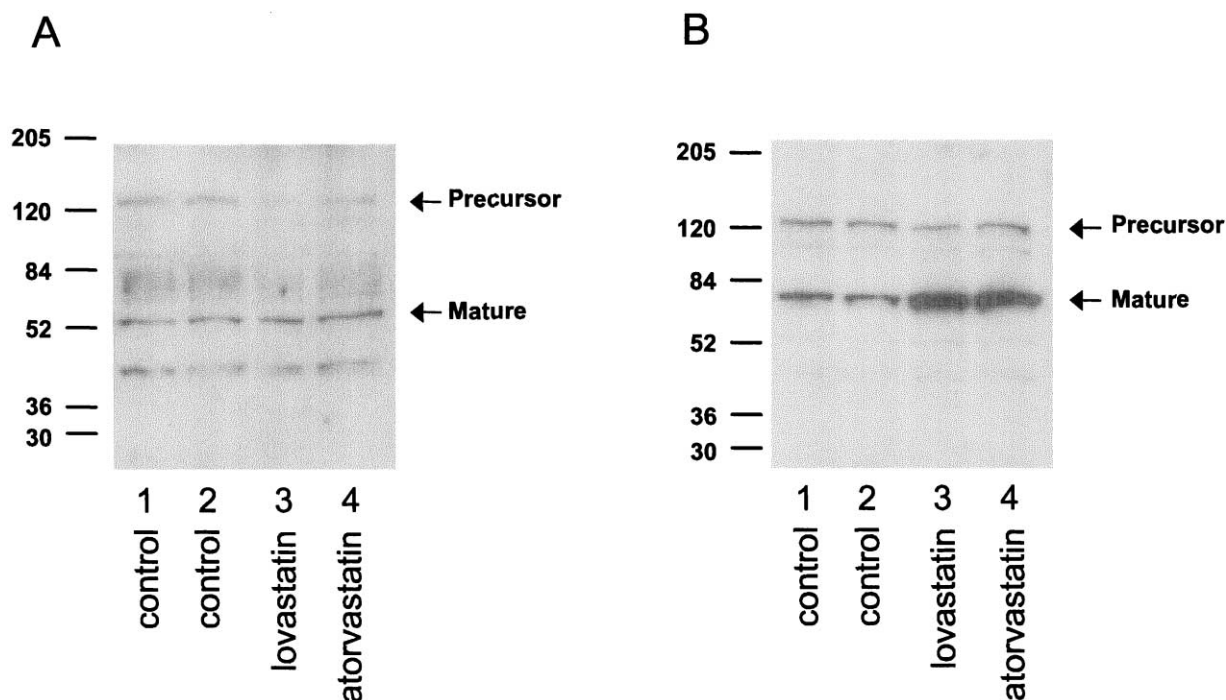 A
205
120
84
52
36
30
Precursor
Mature
1 2 3 4
control
control
lovastatin
atorvastatin
B
205
120
84
52
36
30
Precursor
Mature
1 2 3 4
control
control
lovastatin
atorvastatin